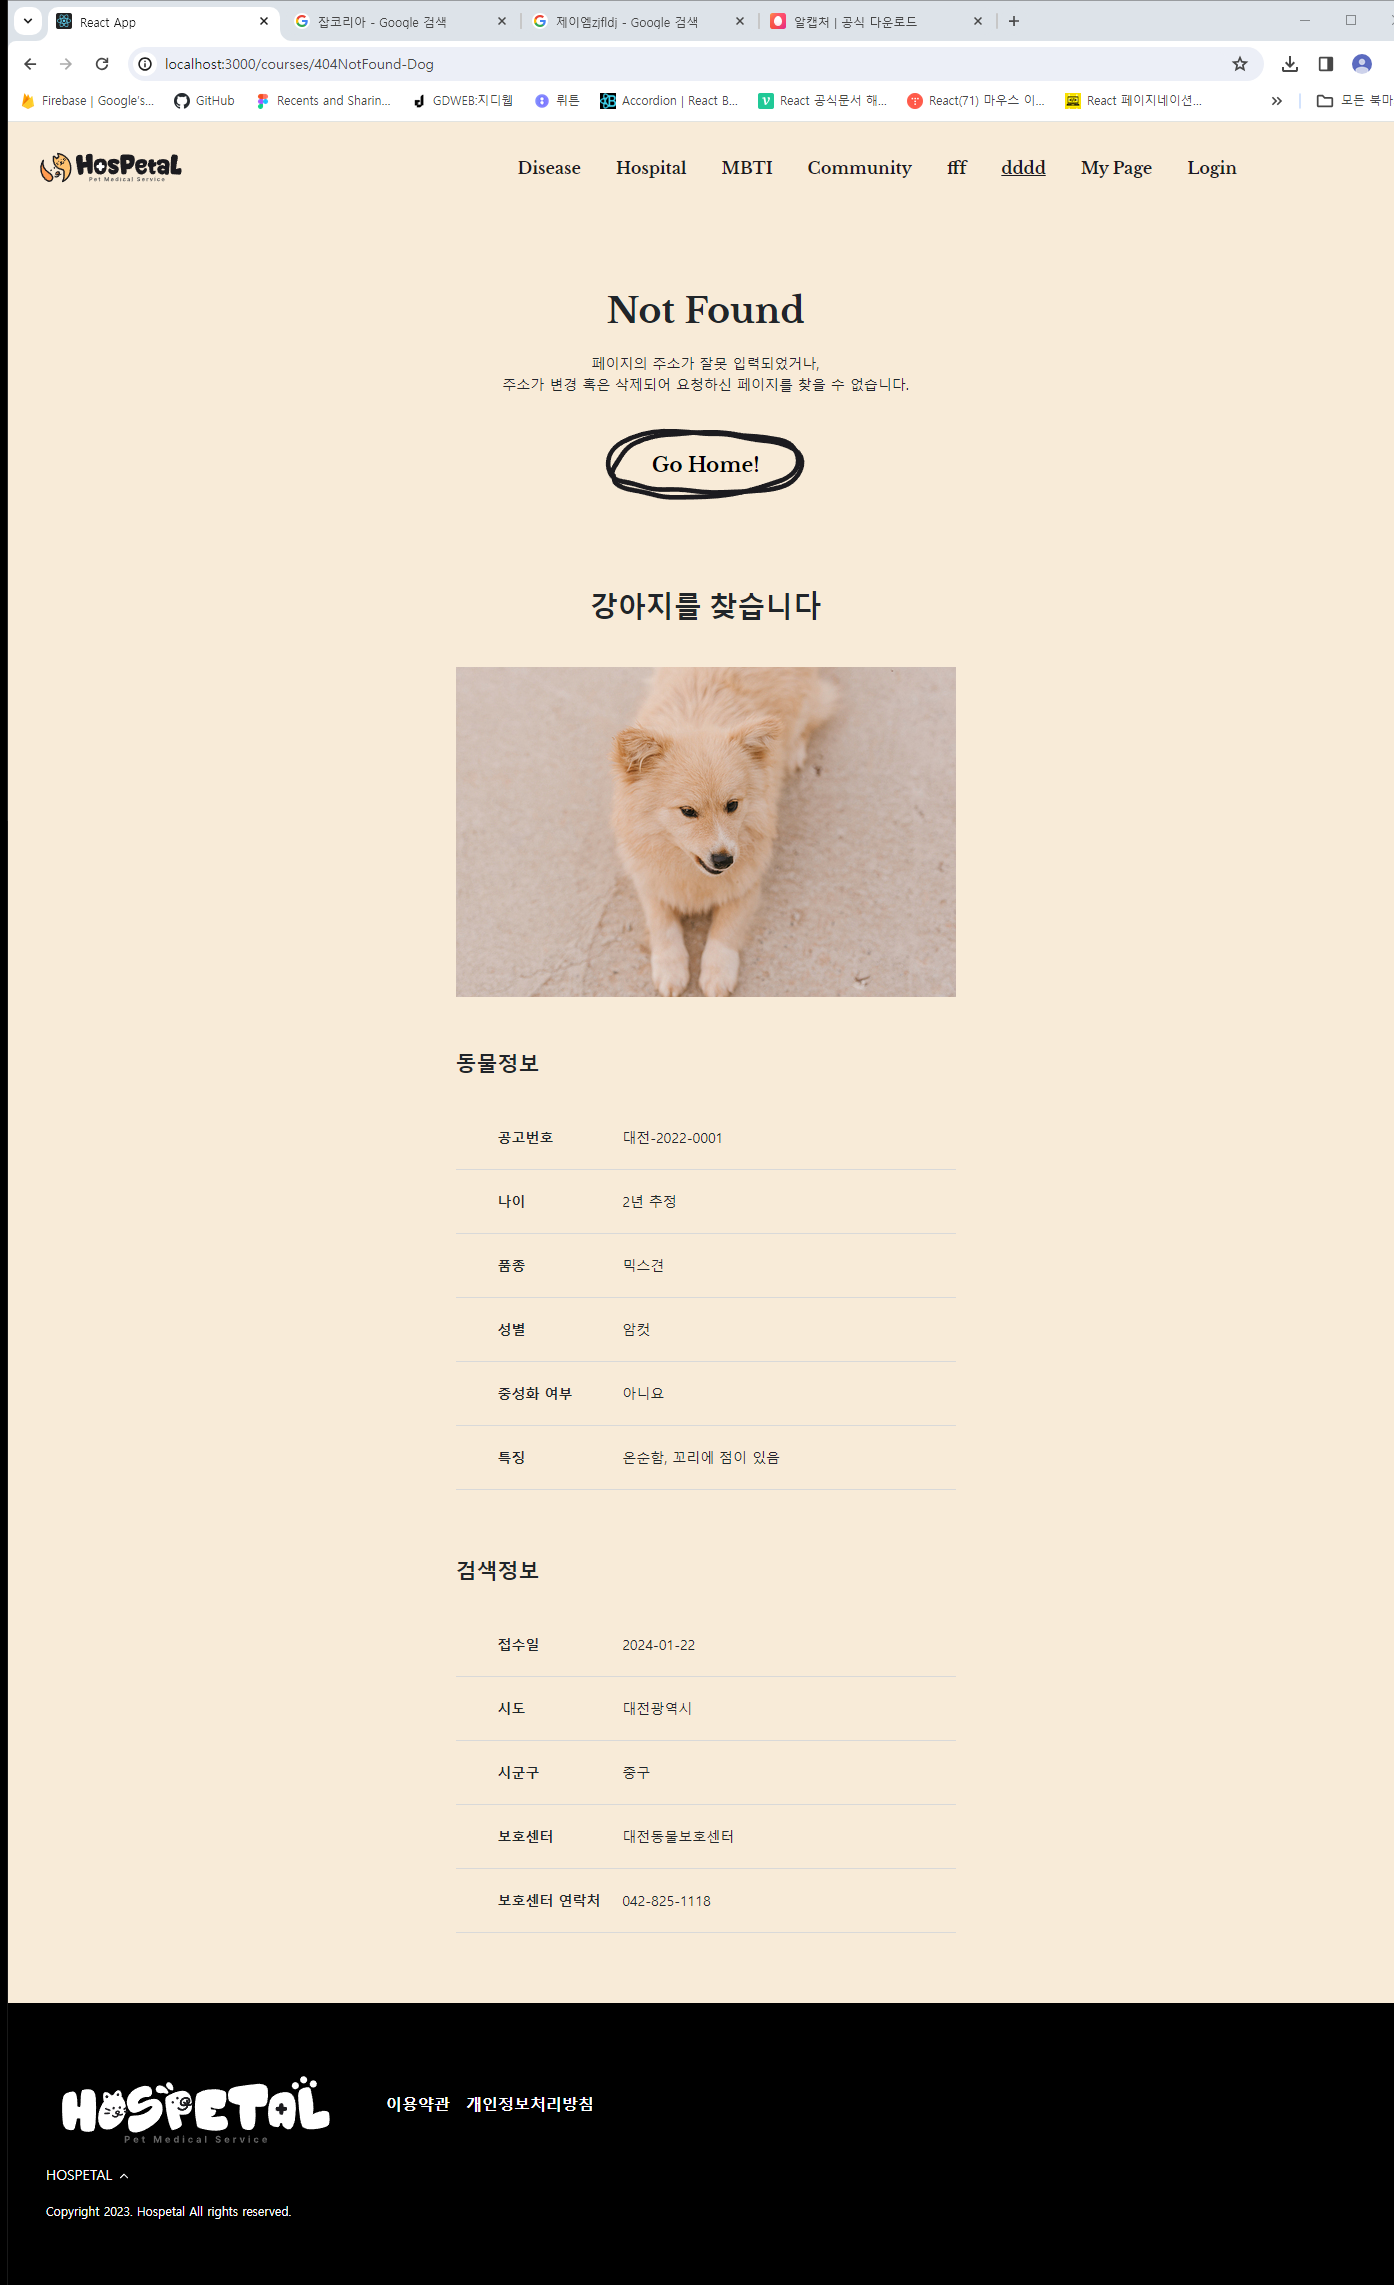 React App
잡코리아 - Google 검색
제이엠zjfldj - Google 검색
알캡처 | 공식 다운로드
localhost:3000/courses/404NotFound-Dog
Firebase | Google's...
GitHub
Recents and Sharin...
GDWEB:지디웹
뤼튼
Accordion | React B...
React 공식문서 해...
React(71) 마우스 이...
React 페이지네이션...
모든 북마
HosPetaL
Pet Medical Service
Disease Hospital MBTI Community fff dddd My Page Login
Not Found
페이지의 주소가 잘못 입력되었거나,
주소가 변경 혹은 삭제되어 요청하신 페이지를 찾을 수 없습니다.
Go Home!
강아지를 찾습니다
동물정보
공고번호 대전-2022-0001
나이 2년 추정
품종 믹스견
성별 암컷
중성화 여부 아니요
특징 온순함, 꼬리에 점이 있음
검색정보
접수일 2024-01-22
시도 대전광역시
시군구 중구
보호센터 대전동물보호센터
보호센터 연락처 042-825-1118
HOSPETAL
Pet Medical Service
이용약관 개인정보처리방침
HOSPETAL
Copyright 2023. Hospetal All rights reserved.